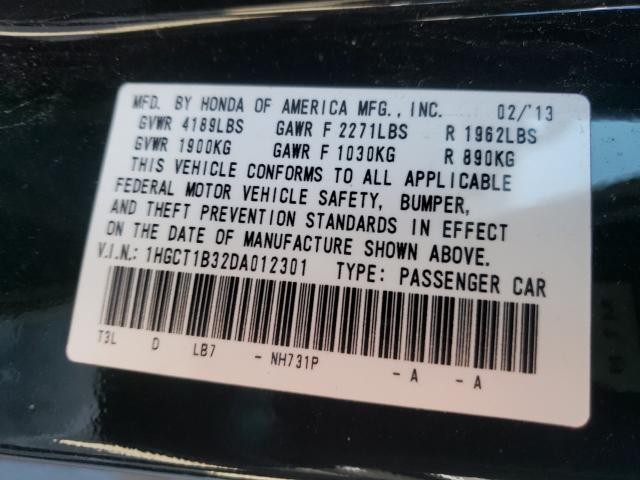 MFD. BY HONDA OF AMERICA MFG., INC. 02/'13
GVWR 4189LBS GAWR F 2271LBS R 1962LBS
GVWR 1900KG GAWR F 1030KG R 890KG
THIS VEHICLE CONFORMS TO ALL APPLICABLE
FEDERAL MOTOR VEHICLE SAFETY, BUMPER,
AND THEFT PREVENTION STANDARDS IN EFFECT
ON THE DATE OF MANUFACTURE SHOWN ABOVE.
V.I.N.: 1HGCT1B32DA012301 TYPE: PASSENGER CAR
T3L D LB7 - NH731P - A - A